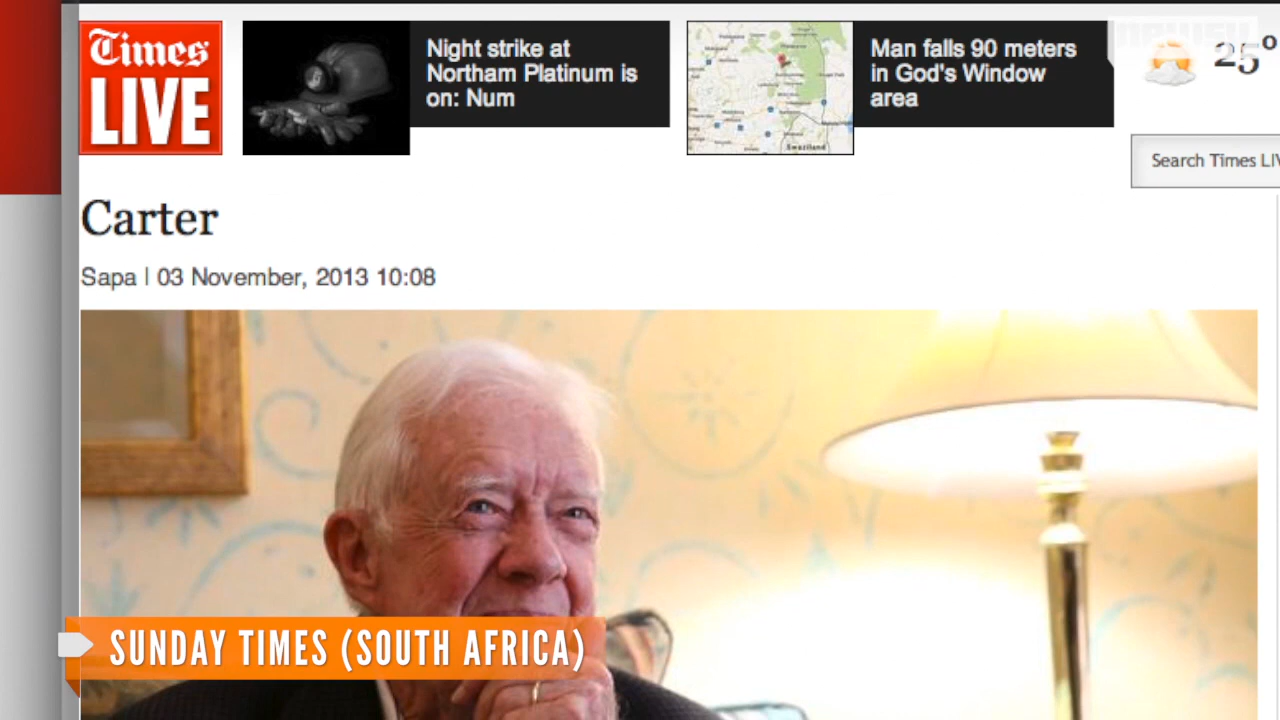 Times
LIVE
Night strike at
Northam Platinum is
on: Num
Man falls 90 meters
in God's Window
area
Swaziland
25°
Search Times LIV
Carter
Sapa | 03 November, 2013 10:08
SUNDAY TIMES (SOUTH AFRICA)